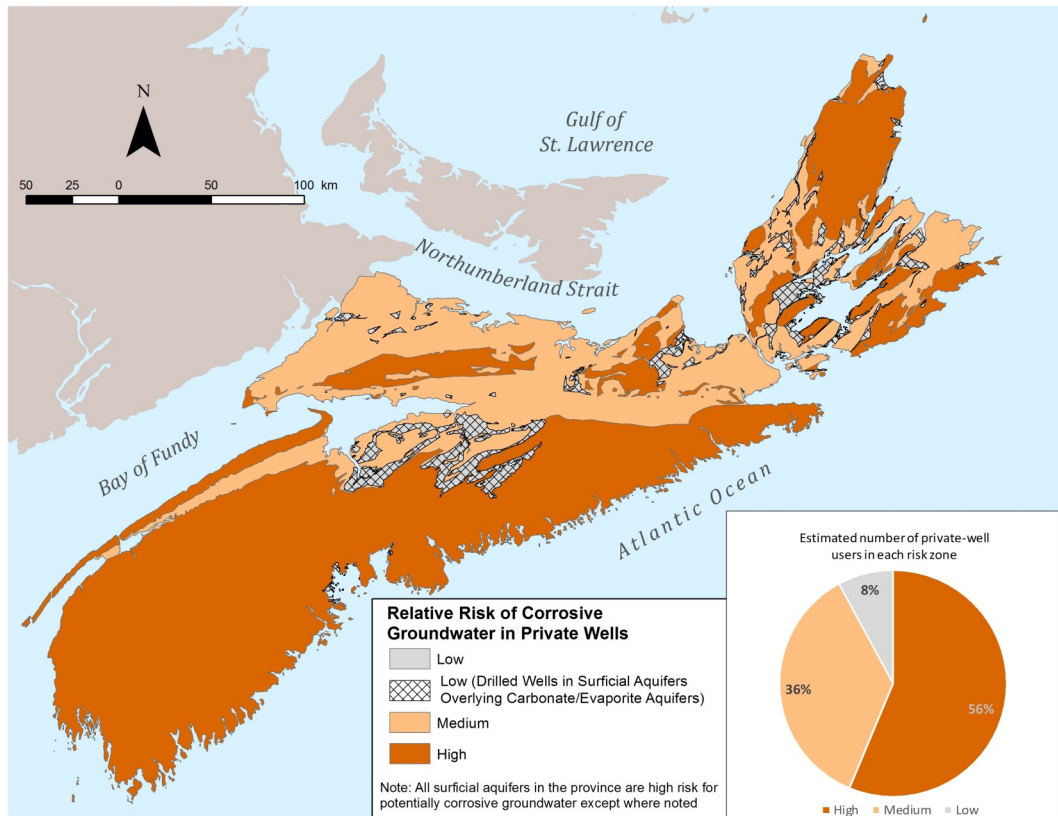 N
50 25 0 50 100 km
Gulf of
St. Lawrence
Northumberland Strait
Bay of Fundy
Atlantic Ocean
Relative Risk of Corrosive
Groundwater in Private Wells
Low
Low (Drilled Wells in Surficial Aquifers
Overlying Carbonate/Evaporite Aquifers)
Medium
High
Note: All surficial aquifers in the province are high risk for
potentially corrosive groundwater except where noted
Estimated number of private-well
users in each risk zone
8%
36%
56%
High Medium Low